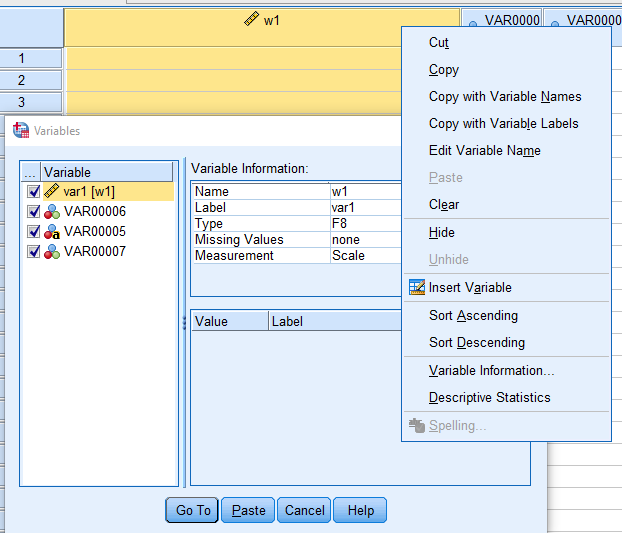 w1
VAR0000
VAR0000
1
2
3
Cut
Copy
Copy with Variable Names
Copy with Variable Labels
Edit Variable Name
Paste
Clear
Hide
Unhide
Insert Variable
Sort Ascending
Sort Descending
Variable Information...
Descriptive Statistics
Spelling...
Variables
... Variable
var1 [w1]
VAR00006
a VAR00005
VAR00007
Variable Information:
Name w1
Label var1
Type F8
Missing Values none
Measurement Scale
Value Label
Go To Paste Cancel Help